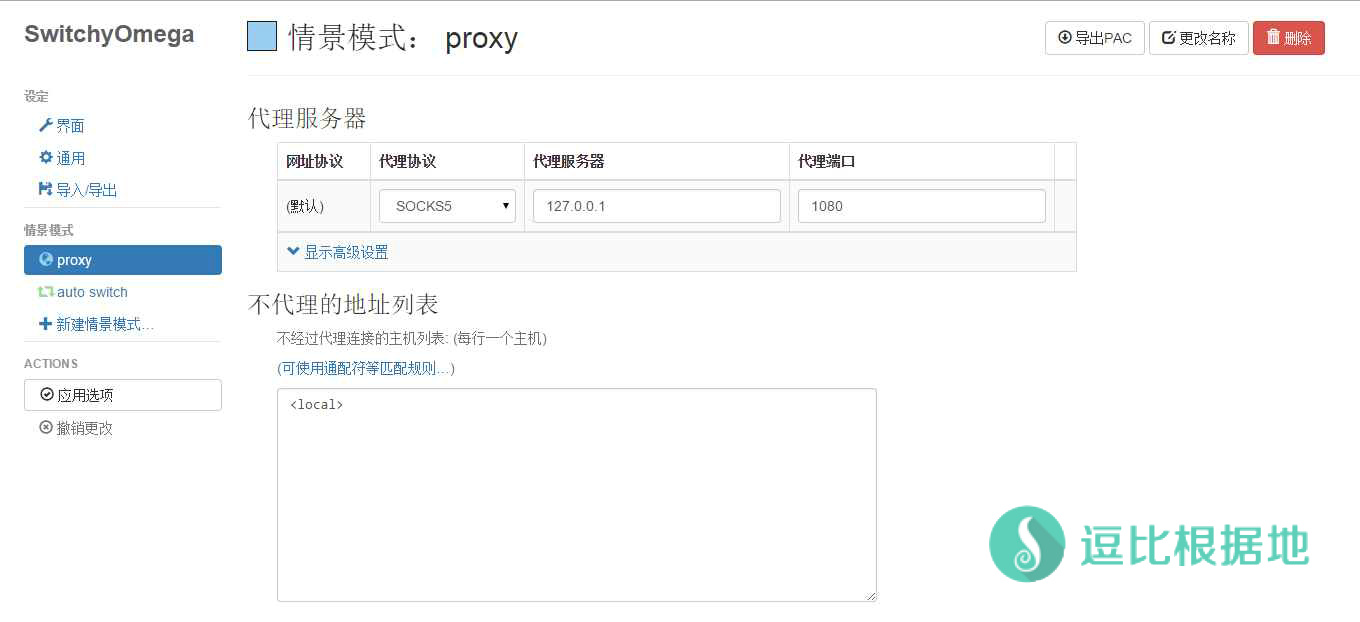 SwitchyOmega
情景模式： proxy
导出PAC 更改名称 删除
设定
界面
通用
导入/导出
情景模式
proxy
auto switch
新建情景模式…
ACTIONS
应用选项
撤销更改
代理服务器
网址协议 代理协议 代理服务器 代理端口
(默认) SOCKS5 127.0.0.1 1080
显示高级设置
不代理的地址列表
不经过代理连接的主机列表: (每行一个主机)
(可使用通配符等匹配规则…)
<local>
逗比根据地